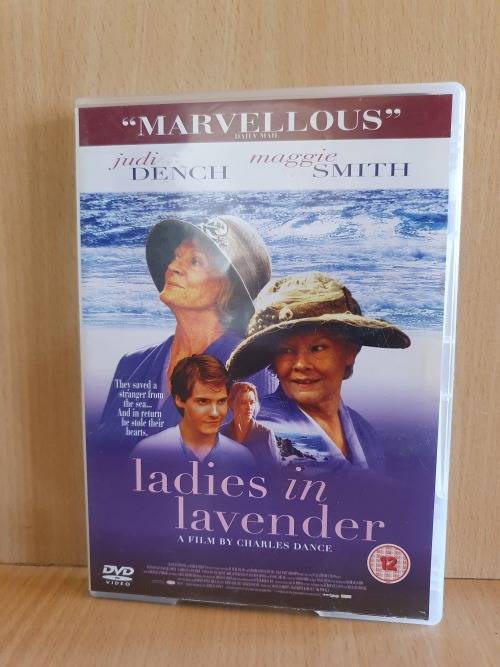 “MARVELLOUS”
DAILY MAIL
judi DENCH
maggie SMITH
They saved a
stranger from
the sea...
And in return
he stole their
hearts.
ladies in
lavender
A FILM BY CHARLES DANCE
DVD
VIDEO
12